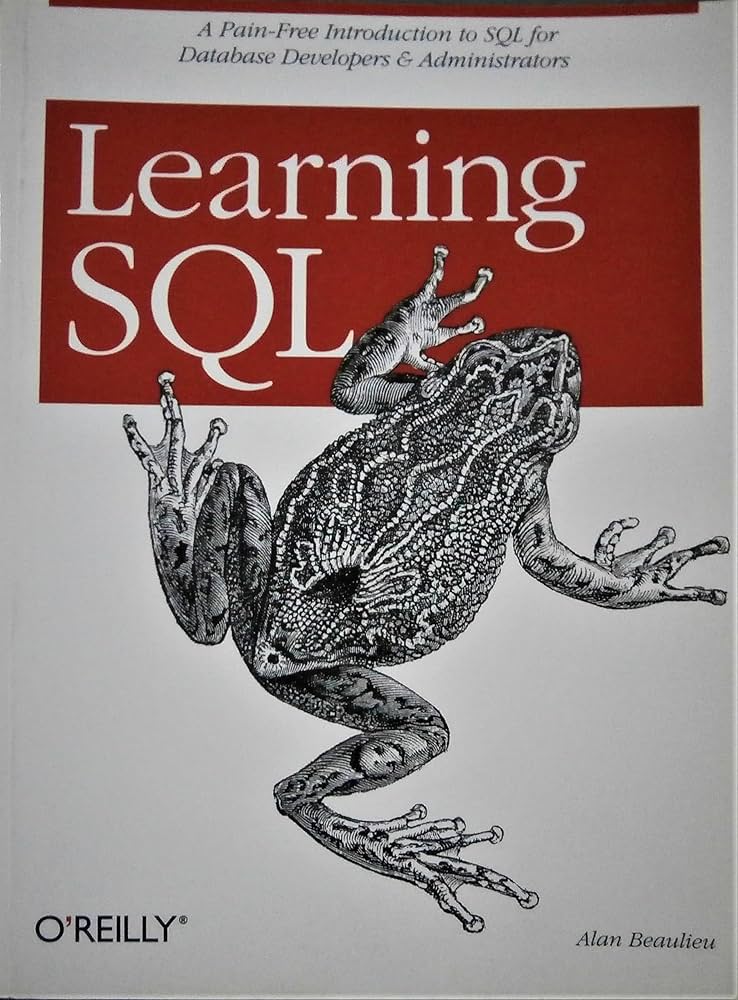 A Pain-Free Introduction to SQL for
Database Developers & Administrators
Learning
SQL
O'REILLY®
Alan Beaulieu